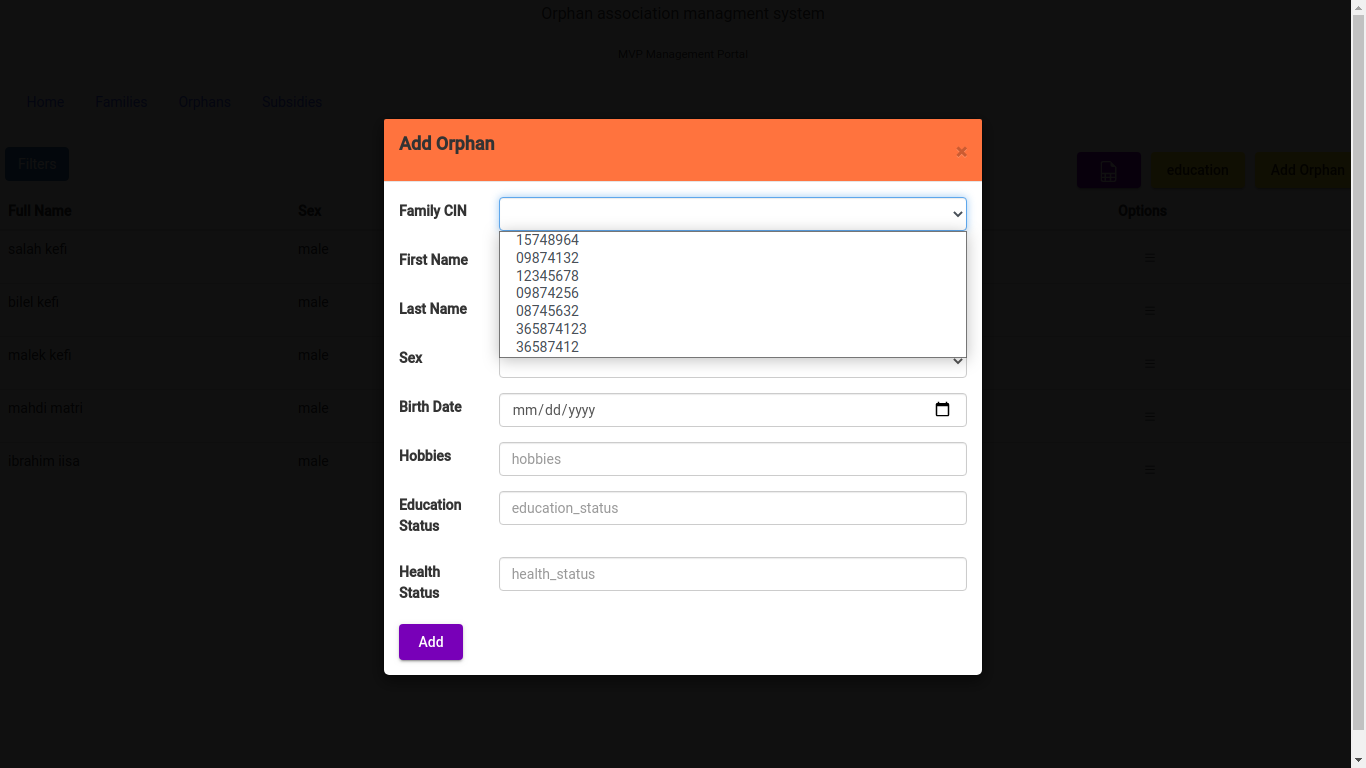 Orphan association managment system
MVP Management Portal
Home Families Orphans Subsidies
Filters
education
Add Orphan
Full Name Sex Options
salah kefi male
bilel kefi male
malek kefi male
mahdi matri male
ibrahim iisa male
Add Orphan
×
Family CIN
15748964
09874132
12345678
09874256
08745632
365874123
36587412
First Name
Last Name
Sex
Birth Date mm/dd/yyyy
Hobbies hobbies
Education education_status
Status
Health health_status
Status
Add